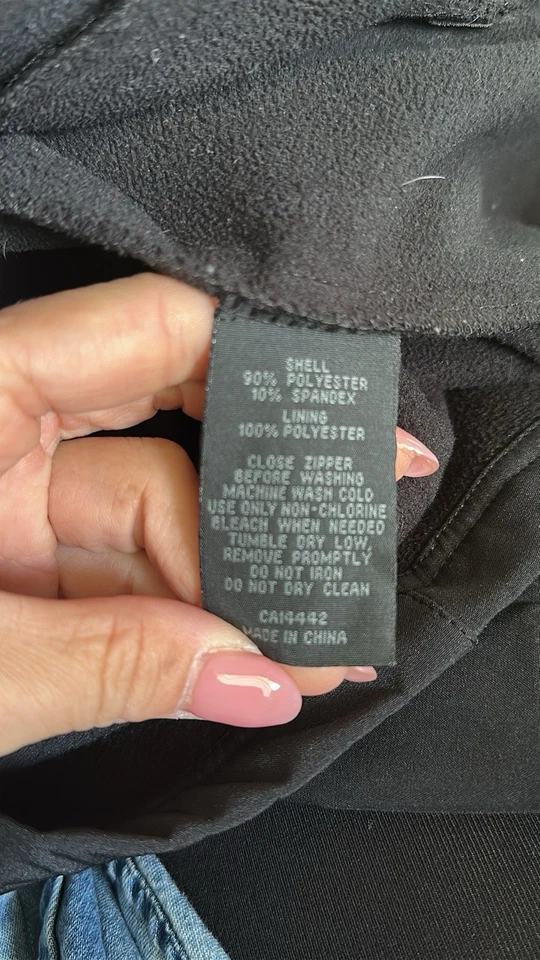 SHELL
90% POLYESTER
10% SPANDEX
LINING
100% POLYESTER
CLOSE ZIPPER
BEFORE WASHING
MACHINE WASH COLD
USE ONLY NON-CHLORINE
BLEACH WHEN NEEDED
TUMBLE DRY LOW
REMOVE PROMPTLY
DO NOT IRON
DO NOT DRY CLEAN
CA14442
MADE IN CHINA